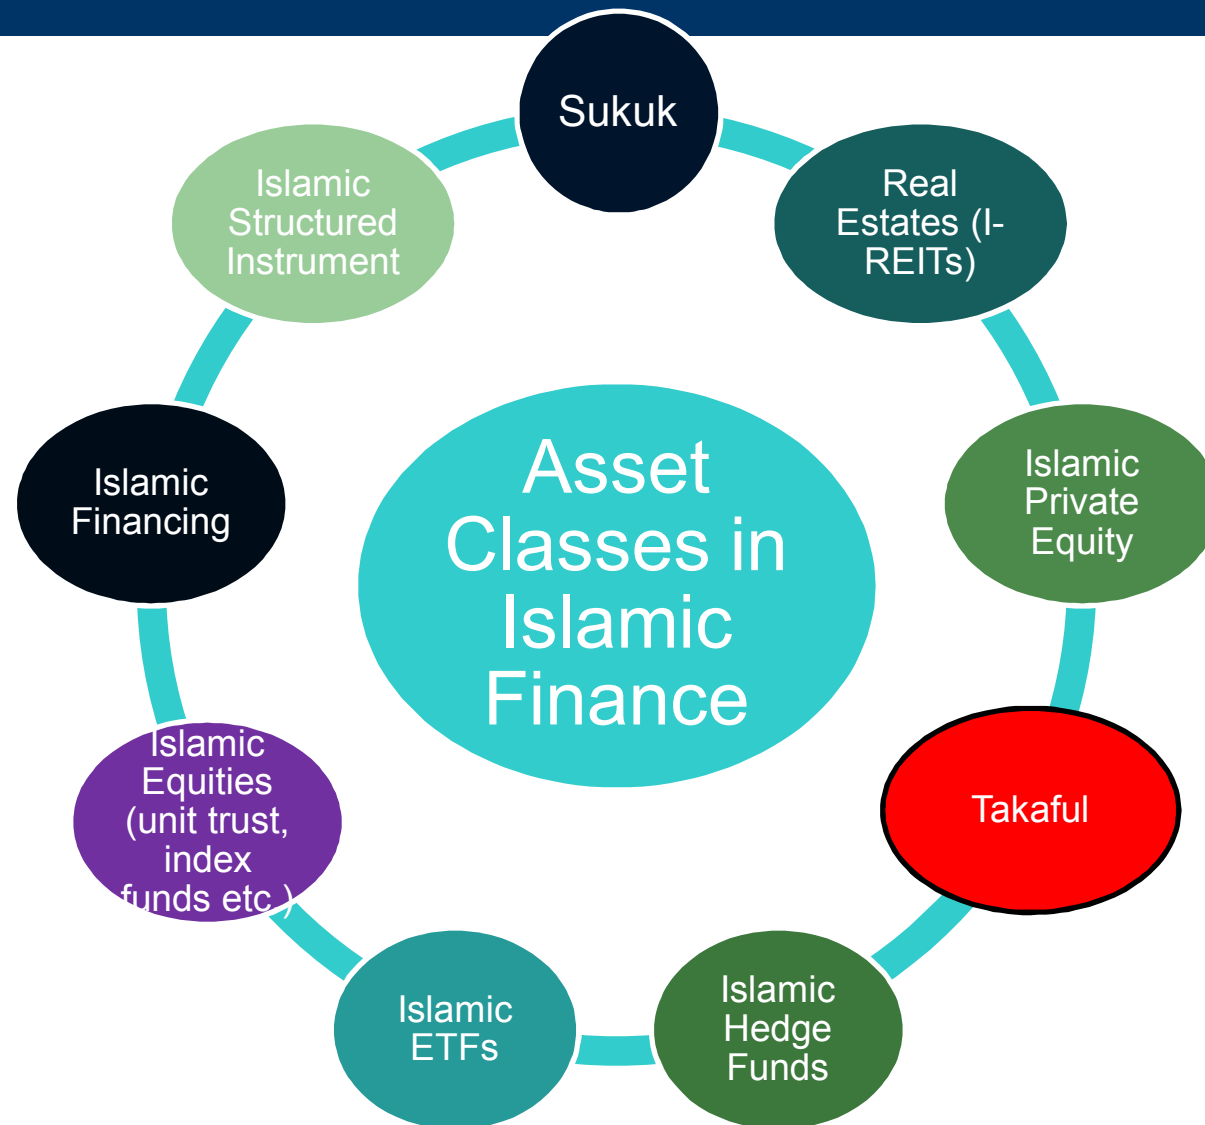 Sukuk
Real
Estates (I-
REITs)
Islamic
Private
Equity
Takaful
Islamic
Hedge
Funds
Islamic
ETFs
Islamic
Equities
(unit trust,
index
funds etc.)
Islamic
Financing
Islamic
Structured
Instrument
Asset
Classes in
Islamic
Finance